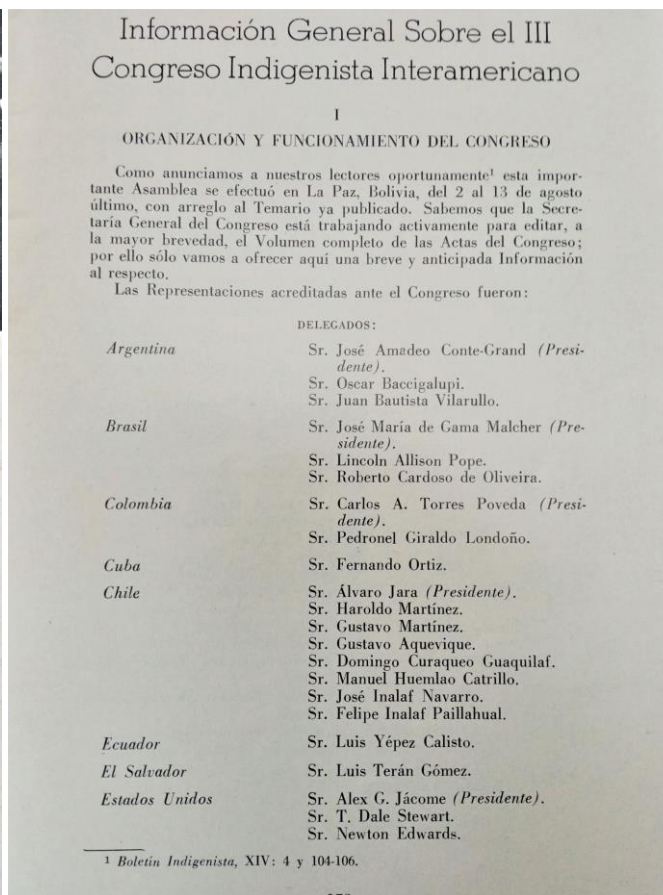 Información General Sobre el III
Congreso Indigenista Interamericano
I
ORGANIZACIÓN Y FUNCIONAMIENTO DEL CONGRESO
Como anunciamos a nuestros lectores oportunamente¹ esta impor-
tante Asamblea se efectuó en La Paz, Bolivia, del 2 al 13 de agosto
último, con arreglo al Temario ya publicado. Sabemos que la Secre-
taría General del Congreso está trabajando activamente para editar, a
la mayor brevedad, el Volumen completo de las Actas del Congreso;
por ello sólo vamos a ofrecer aquí una breve y anticipada Información
al respecto.
Las Representaciones acreditadas ante el Congreso fueron:
DELEGADOS:
Argentina Sr. José Amadeo Conte-Grand (Presi-
dente).
Sr. Oscar Baccigalupi.
Sr. Juan Bautista Vilarullo.
Brasil Sr. José María de Gama Malcher (Pre-
sidente).
Sr. Lincoln Allison Pope.
Sr. Roberto Cardoso de Oliveira.
Colombia Sr. Carlos A. Torres Poveda (Presi-
dente).
Sr. Pedronel Giraldo Londoño.
Cuba Sr. Fernando Ortiz.
Chile Sr. Álvaro Jara (Presidente).
Sr. Haroldo Martínez.
Sr. Gustavo Martínez.
Sr. Gustavo Aquevique.
Sr. Domingo Curaqueo Guaquilaf.
Sr. Manuel Huemlao Catrillo.
Sr. José Inalaf Navarro.
Sr. Felipe Inalaf Paillahual.
Ecuador Sr. Luis Yépez Calisto.
El Salvador Sr. Luis Terán Gómez.
Estados Unidos Sr. Alex G. Jácome (Presidente).
Sr. T. Dale Stewart.
Sr. Newton Edwards.
¹ Boletín Indigenista, XIV: 4 y 104-106.